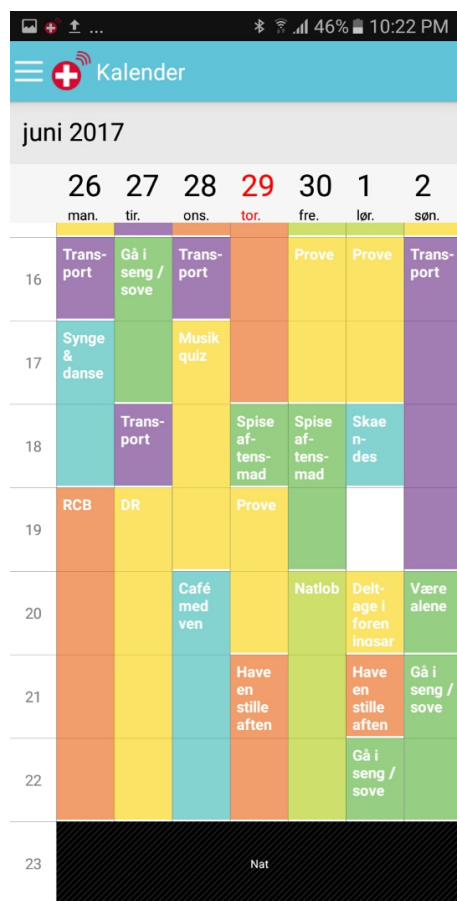 ... 46% 10:22 PM
Kalender
juni 2017
26 27 28 29 30 1 2
man. tir. ons. tor. fre. lør. søn.
16
Trans-
port
Gå i
seng /
sove
Trans-
port
Prove
Prove
Trans-
port
17
Synge
&
danse
Musik
quiz
18
Trans-
port
Spise
af-
tens-
mad
Spise
af-
tens-
mad
Skae
n-
des
19
RCB
DR
Prove
20
Café
med
ven
Natlob
Delt-
age i
foren
ingsar
Være
alene
21
Have
en
stille
aften
Have
en
stille
aften
Gå i
seng /
sove
22
Gå i
seng /
sove
23
Nat